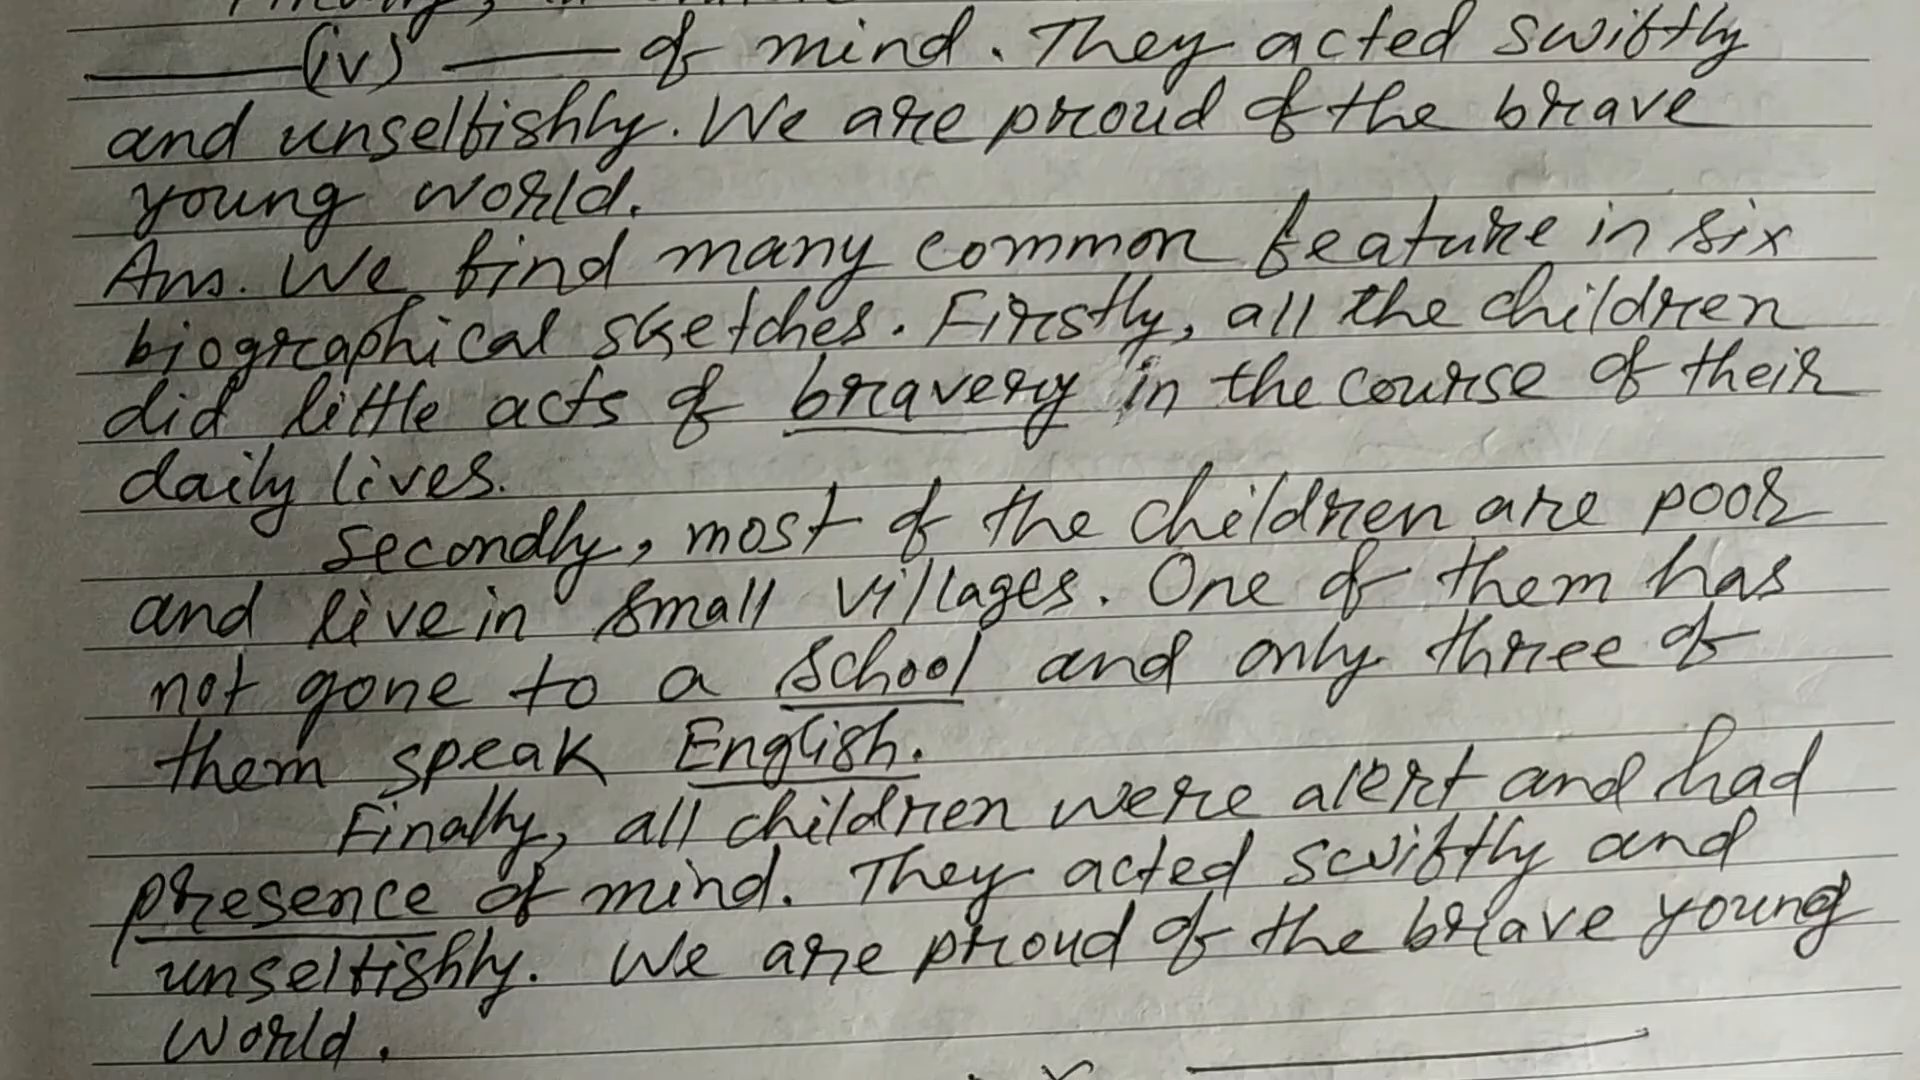 (iv) of mind. They acted swiftly
and unselfishly. We are proud of the brave
young world.
Ans. We find many common feature in six
biographical sketches. Firstly, all the children
did little acts of bravery in the course of their
daily lives.
Secondly, most of the children are poor
and live in small villages. One of them has
not gone to a school and only three of
them speak English.
Finally, all children were alert and had
presence of mind. They acted swiftly and
unselfishly. We are proud of the brave young
world.